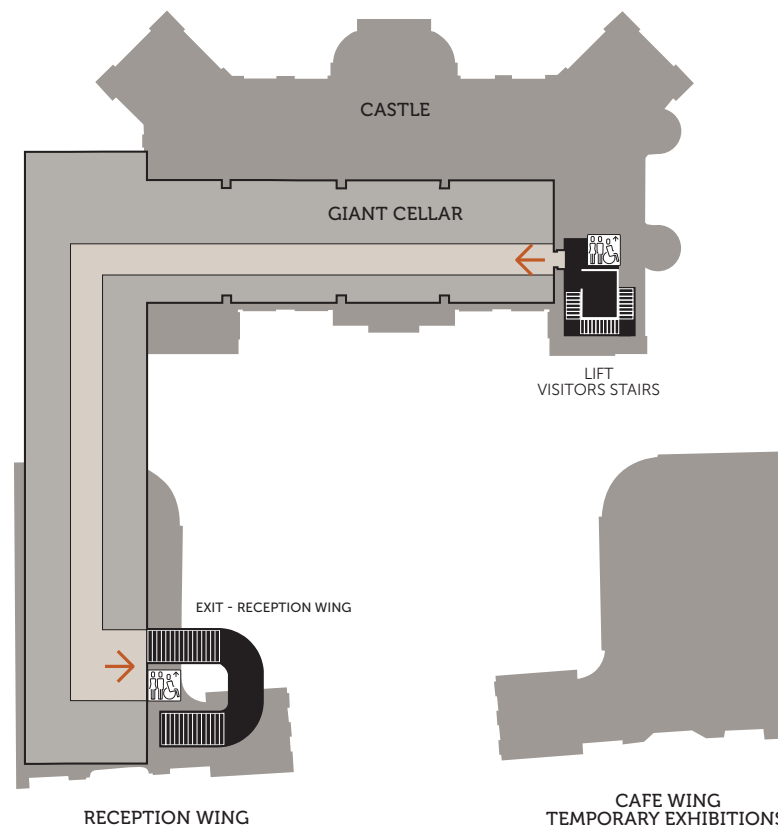 CASTLE
GIANT CELLAR
LIFT
VISITORS STAIRS
EXIT - RECEPTION WING
RECEPTION WING
CAFE WING
TEMPORARY EXHIBITIONS